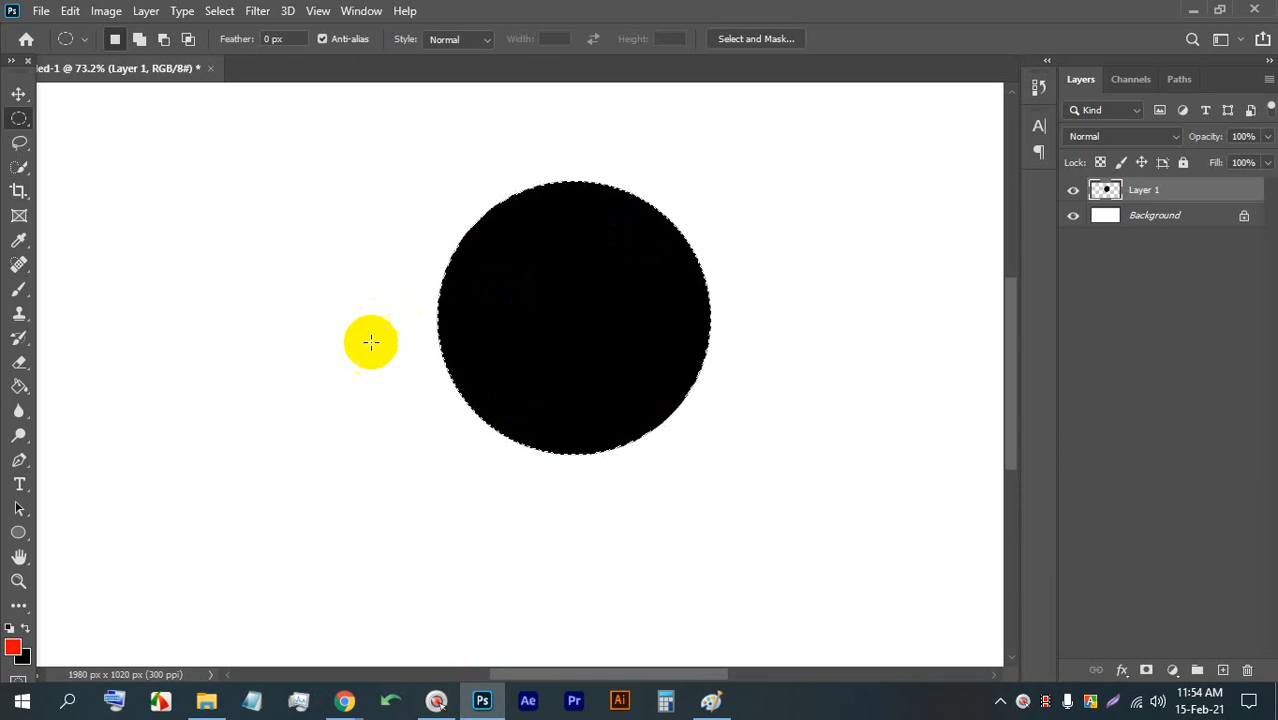 Ps File Edit Image Layer Type Select Filter 3D View Window Help
Feather: 0 px Anti-alias Style: Normal Width: Height: Select and Mask...
led-1 @ 73.2% (Layer 1, RGB/8#) * ×
Layers Channels Paths
Kind
Normal Opacity: 100%
Lock: Fill: 100%
Layer 1
Background
1980 px x 1020 px (300 ppi)
Ps Ae Pr Ai
11:54 AM
15-Feb-21